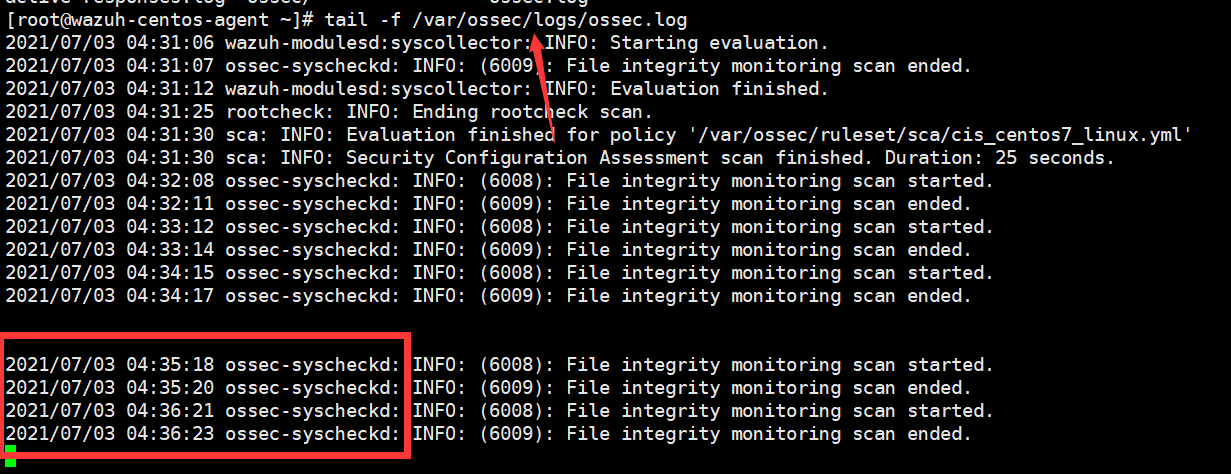 [root@wazuh-centos-agent ~]# tail -f /var/ossec/logs/ossec.log
2021/07/03 04:31:06 wazuh-modulesd:syscollector: INFO: Starting evaluation.
2021/07/03 04:31:07 ossec-syscheckd: INFO: (6009): File integrity monitoring scan ended.
2021/07/03 04:31:12 wazuh-modulesd:syscollector: INFO: Evaluation finished.
2021/07/03 04:31:25 rootcheck: INFO: Ending rootcheck scan.
2021/07/03 04:31:30 sca: INFO: Evaluation finished for policy '/var/ossec/ruleset/sca/cis_centos7_linux.yml'
2021/07/03 04:31:30 sca: INFO: Security Configuration Assessment scan finished. Duration: 25 seconds.
2021/07/03 04:32:08 ossec-syscheckd: INFO: (6008): File integrity monitoring scan started.
2021/07/03 04:32:11 ossec-syscheckd: INFO: (6009): File integrity monitoring scan ended.
2021/07/03 04:33:12 ossec-syscheckd: INFO: (6008): File integrity monitoring scan started.
2021/07/03 04:33:14 ossec-syscheckd: INFO: (6009): File integrity monitoring scan ended.
2021/07/03 04:34:15 ossec-syscheckd: INFO: (6008): File integrity monitoring scan started.
2021/07/03 04:34:17 ossec-syscheckd: INFO: (6009): File integrity monitoring scan ended.
2021/07/03 04:35:18 ossec-syscheckd: INFO: (6008): File integrity monitoring scan started.
2021/07/03 04:35:20 ossec-syscheckd: INFO: (6009): File integrity monitoring scan ended.
2021/07/03 04:36:21 ossec-syscheckd: INFO: (6008): File integrity monitoring scan started.
2021/07/03 04:36:23 ossec-syscheckd: INFO: (6009): File integrity monitoring scan ended.